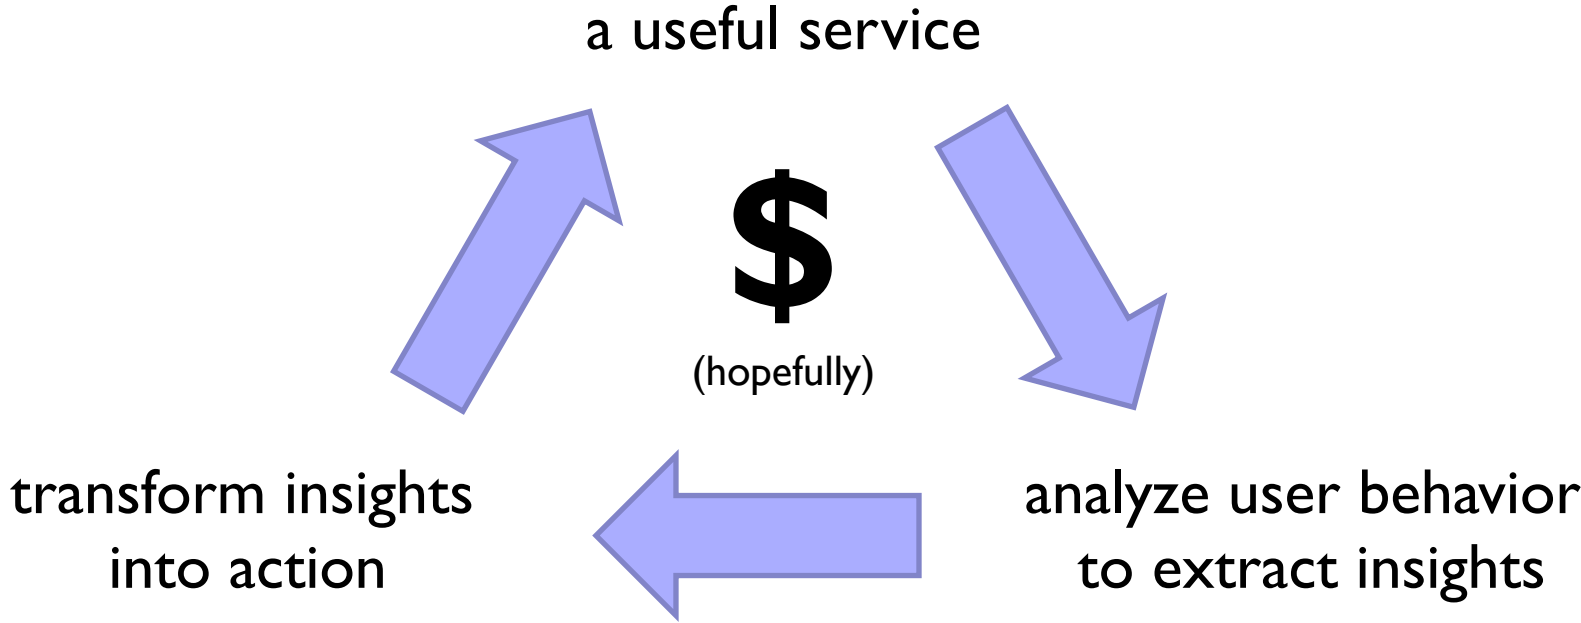 a useful service
$
(hopefully)
transform insights
into action
analyze user behavior
to extract insights